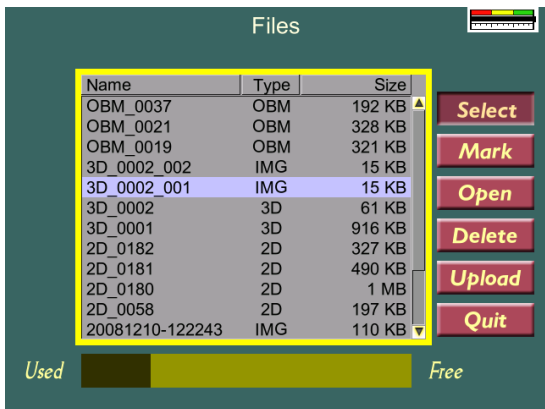 Files
Name Type Size
OBM_0037 OBM 192 KB
OBM_0021 OBM 328 KB
OBM_0019 OBM 321 KB
3D_0002_002 IMG 15 KB
3D_0002_001 IMG 15 KB
3D_0002 3D 61 KB
3D_0001 3D 916 KB
2D_0182 2D 327 KB
2D_0181 2D 490 KB
2D_0180 2D 1 MB
2D_0058 2D 197 KB
20081210-122243 IMG 110 KB
Select
Mark
Open
Delete
Upload
Quit
Used Free